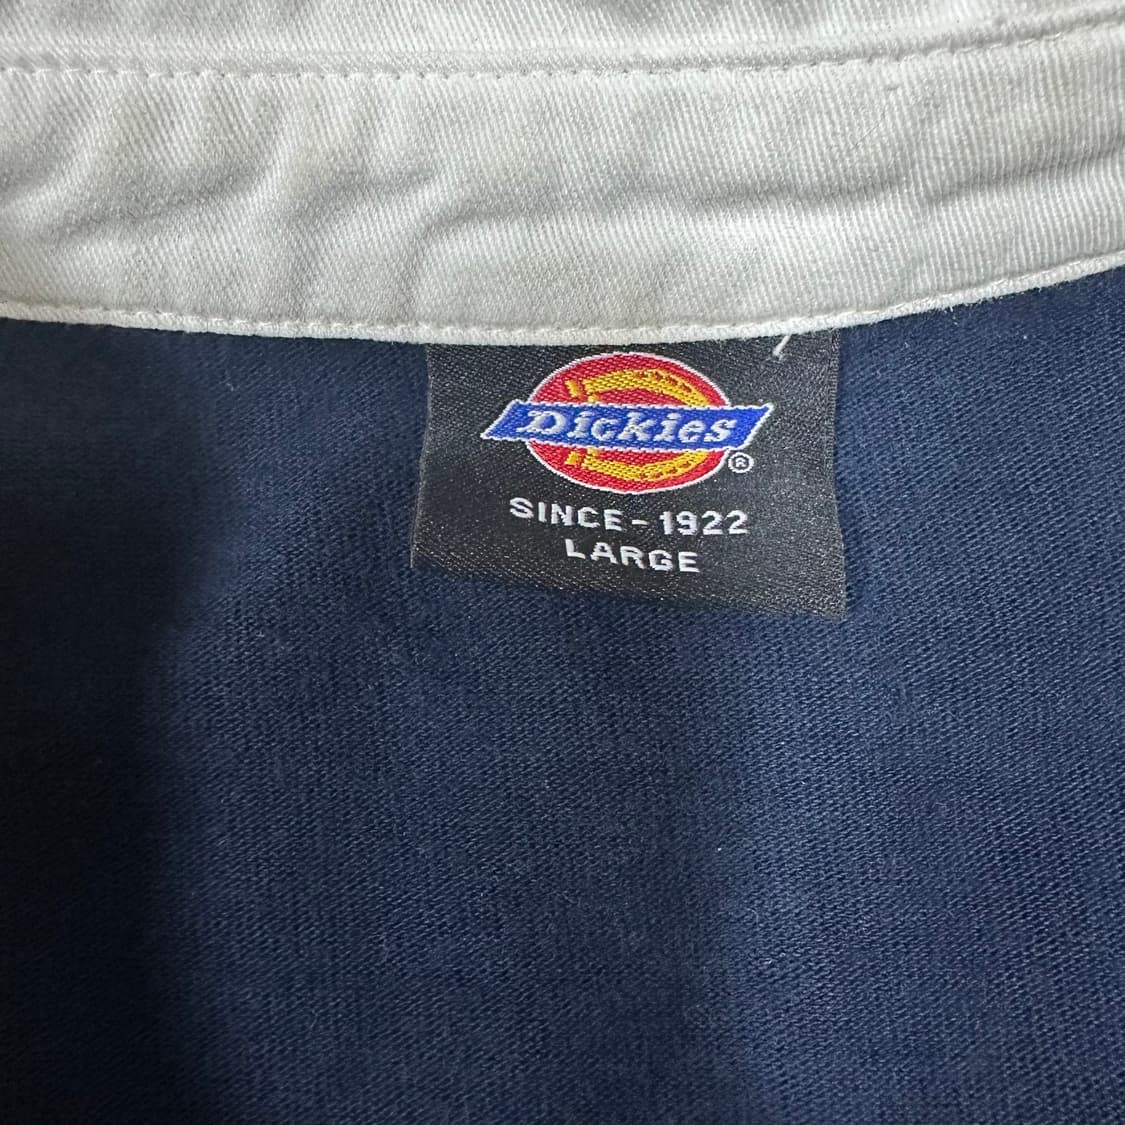 Dickies
®
SINCE - 1922
LARGE